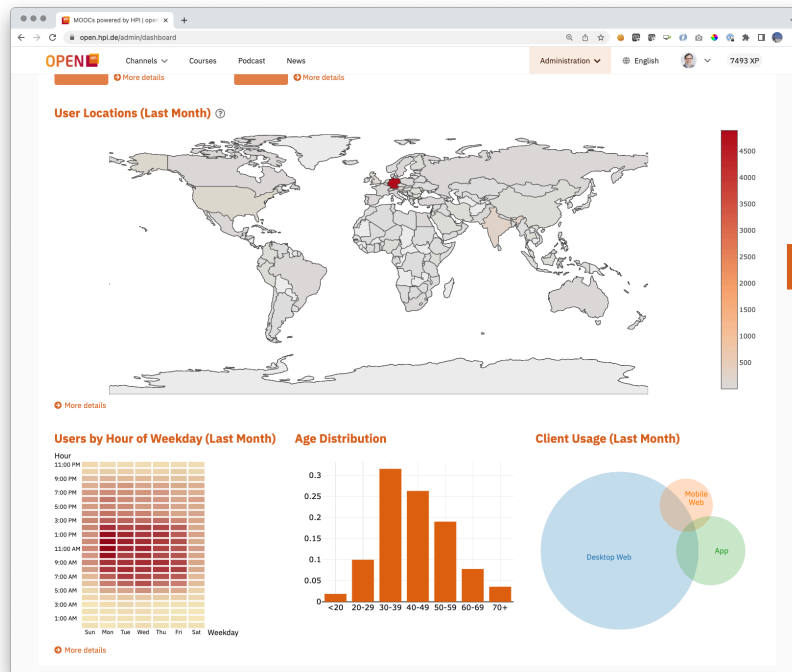 MOOCs powered by HPI | open
open.hpi.de/admin/dashboard
OPEN
Channels
Courses
Podcast
News
Administration
English
7493 XP
More details
More details
User Locations (Last Month)
4500
4000
3500
3000
2500
2000
1500
1000
500
More details
Users by Hour of Weekday (Last Month)
Hour
11:00 PM
9:00 PM
7:00 PM
5:00 PM
3:00 PM
1:00 PM
11:00 AM
9:00 AM
7:00 AM
5:00 AM
3:00 AM
1:00 AM
Sun Mon Tue Wed Thu Fri Sat Weekday
More details
Age Distribution
0.3
0.25
0.2
0.15
0.1
0.05
0
<20 20-29 30-39 40-49 50-59 60-69 70+
Client Usage (Last Month)
Mobile
Web
Desktop Web
App